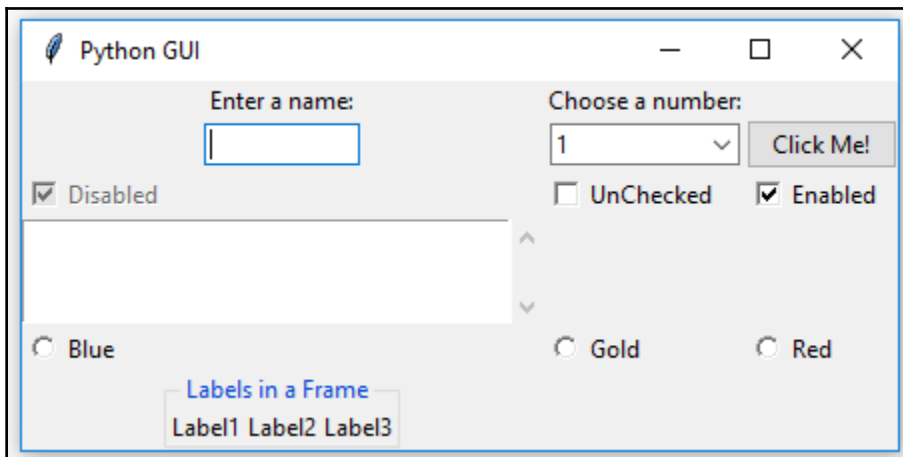 Python GUI
Enter a name: Choose a number:
1 Click Me!
Disabled UnChecked Enabled
Blue Gold Red
Labels in a Frame
Label1 Label2 Label3